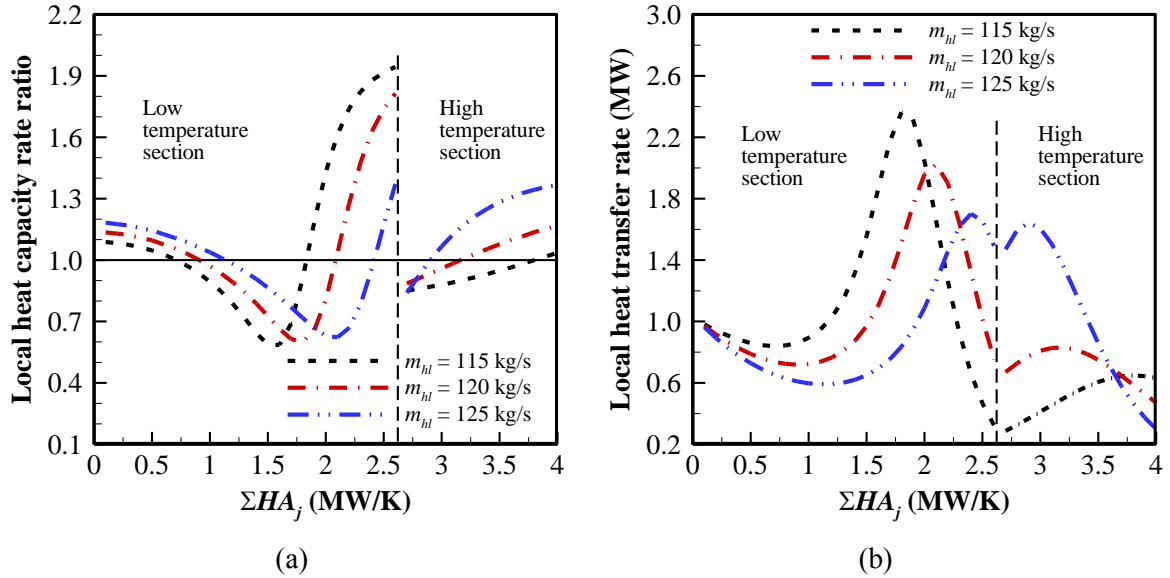 Local heat capacity rate ratio
2.2
1.9
1.6
1.3
1.0
0.7
0.4
0.1
Low
temperature
section
High
temperature
section
m_hl = 115 kg/s
m_hl = 120 kg/s
m_hl = 125 kg/s
0 0.5 1 1.5 2 2.5 3 3.5 4
ΣHA_j (MW/K)
(a)
Local heat transfer rate (MW)
3.0
2.6
2.2
1.8
1.4
1.0
0.6
0.2
m_hl = 115 kg/s
m_hl = 120 kg/s
m_hl = 125 kg/s
Low
temperature
section
High
temperature
section
0 0.5 1 1.5 2 2.5 3 3.5 4
ΣHA_j (MW/K)
(b)